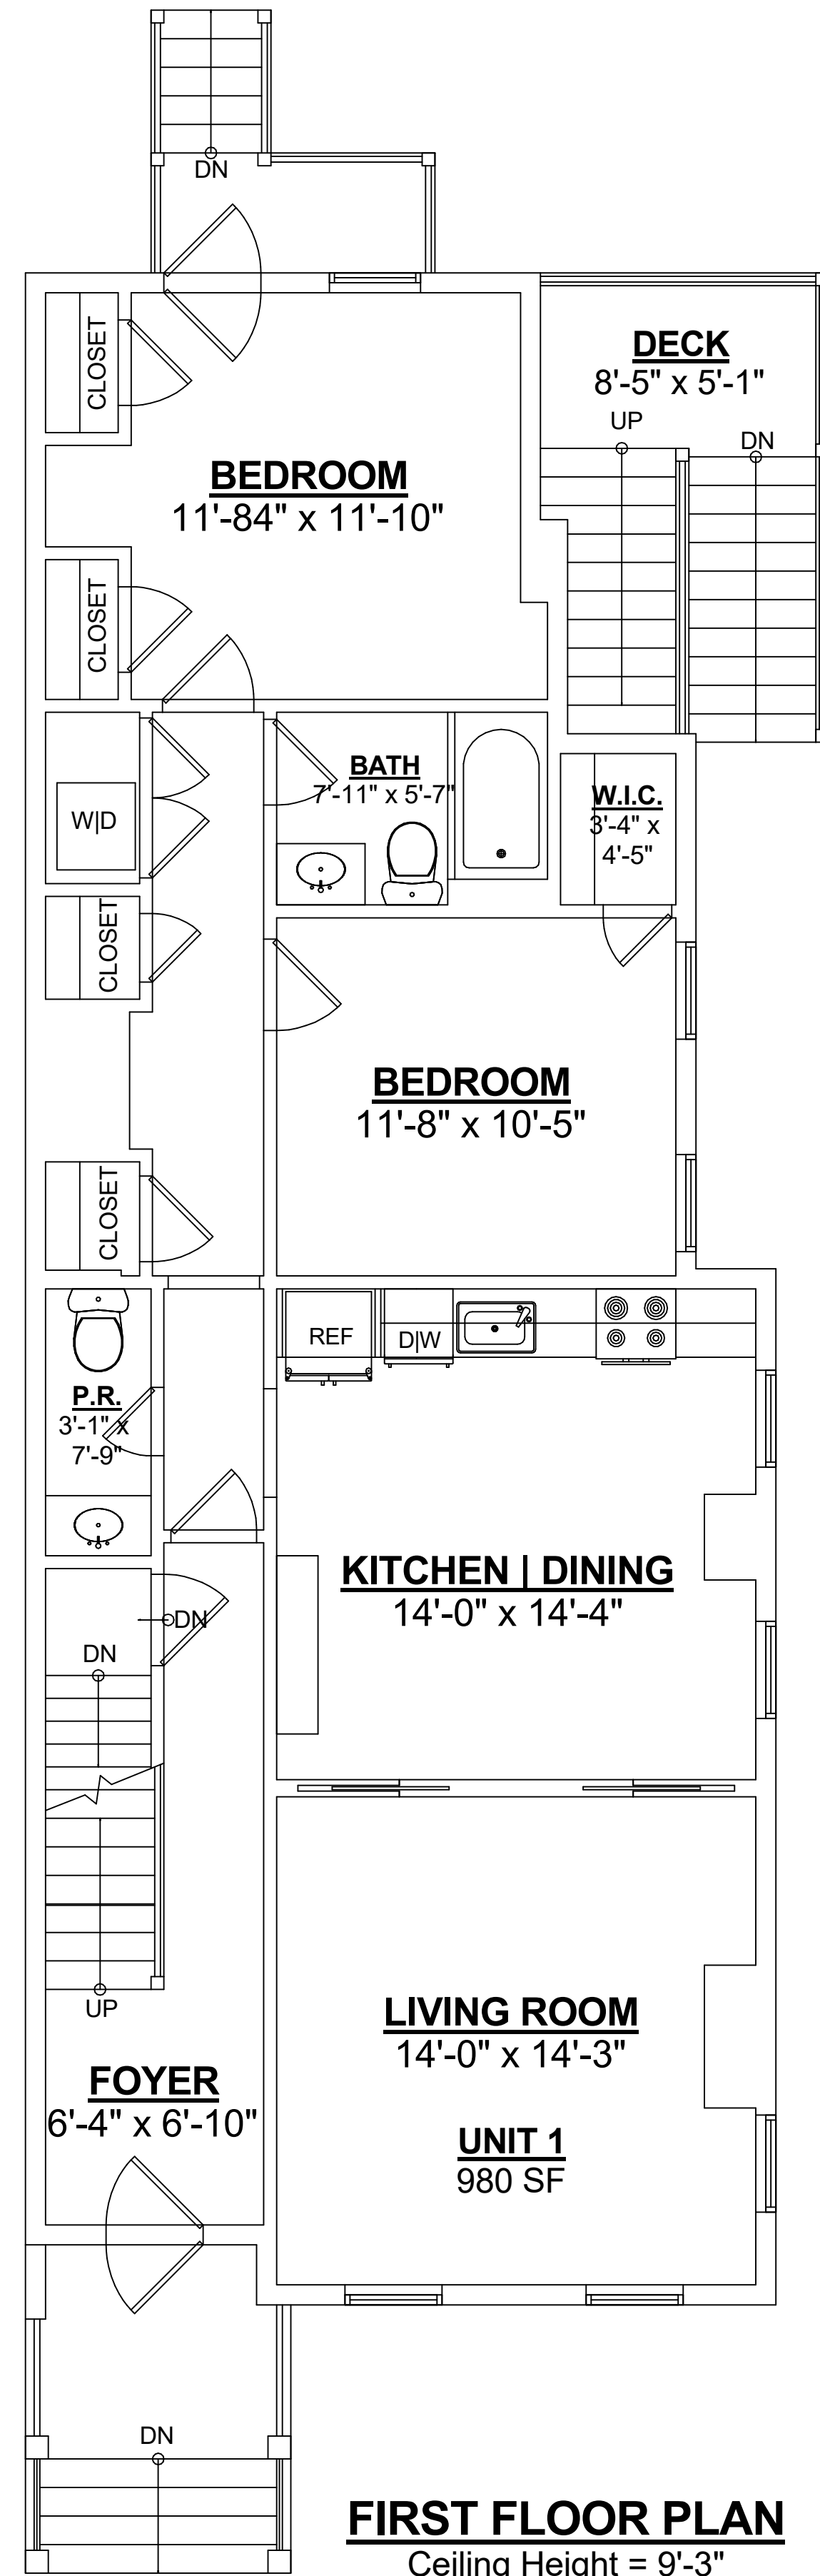 DN
DECK
8'-5" x 5'-1"
UP
DN
CLOSET
BEDROOM
11'-84" x 11'-10"
CLOSET
BATH
7'-11" x 5'-7"
W.I.C.
3'-4" x
4'-5"
W|D
CLOSET
BEDROOM
11'-8" x 10'-5"
CLOSET
REF
D|W
P.R.
3'-1" x
7'-9"
KITCHEN | DINING
14'-0" x 14'-4"
DN
DN
UP
LIVING ROOM
14'-0" x 14'-3"
FOYER
6'-4" x 6'-10"
UNIT 1
980 SF
DN
FIRST FLOOR PLAN
Ceiling Height = 9'-3"